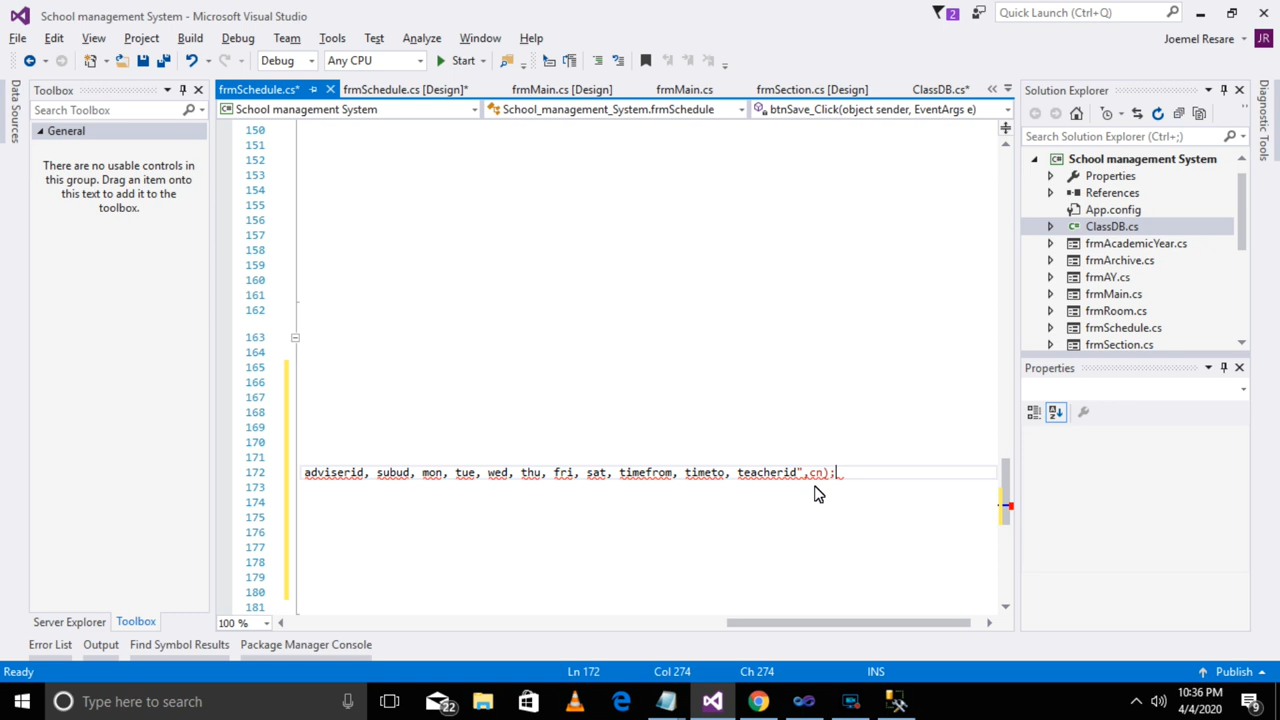 School management System - Microsoft Visual Studio
2
Quick Launch (Ctrl+Q)
File Edit View Project Build Debug Team Tools Test Analyze Window Help
Joemel Resare JR
Debug Any CPU Start
Data Sources
Toolbox
Search Toolbox
General
There are no usable controls in
this group. Drag an item onto
this text to add it to the
toolbox.
Server Explorer Toolbox
frmSchedule.cs* frmSchedule.cs [Design]* frmMain.cs [Design] frmMain.cs frmSection.cs [Design] ClassDB.cs*
School management System School_management_System.frmSchedule btnSave_Click(object sender, EventArgs e)
150
151
152
153
154
155
156
157
158
159
160
161
162
163
164
165
166
167
168
169
170
171
172 adviserid, subud, mon, tue, wed, thu, fri, sat, timefrom, timeto, teacherid",cn);
173
174
175
176
177
178
179
180
181
100 %
Solution Explorer
Search Solution Explorer (Ctrl+;)
School management System
Properties
References
App.config
ClassDB.cs
frmAcademicYear.cs
frmArchive.cs
frmAY.cs
frmMain.cs
frmRoom.cs
frmSchedule.cs
frmSection.cs
Properties
Diagnostic Tools
Error List Output Find Symbol Results Package Manager Console
Ready Ln 172 Col 274 Ch 274 INS Publish
Type here to search
22
10:36 PM
4/4/2020
9